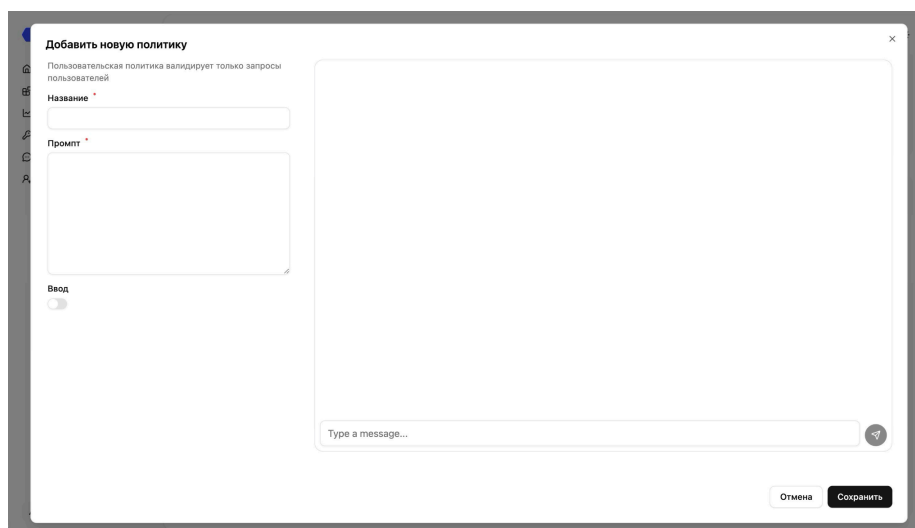 Добавить новую политику
Пользовательская политика валидирует только запросы
пользователей
Название *
Промпт *
Ввод
Type a message...
Отмена
Сохранить